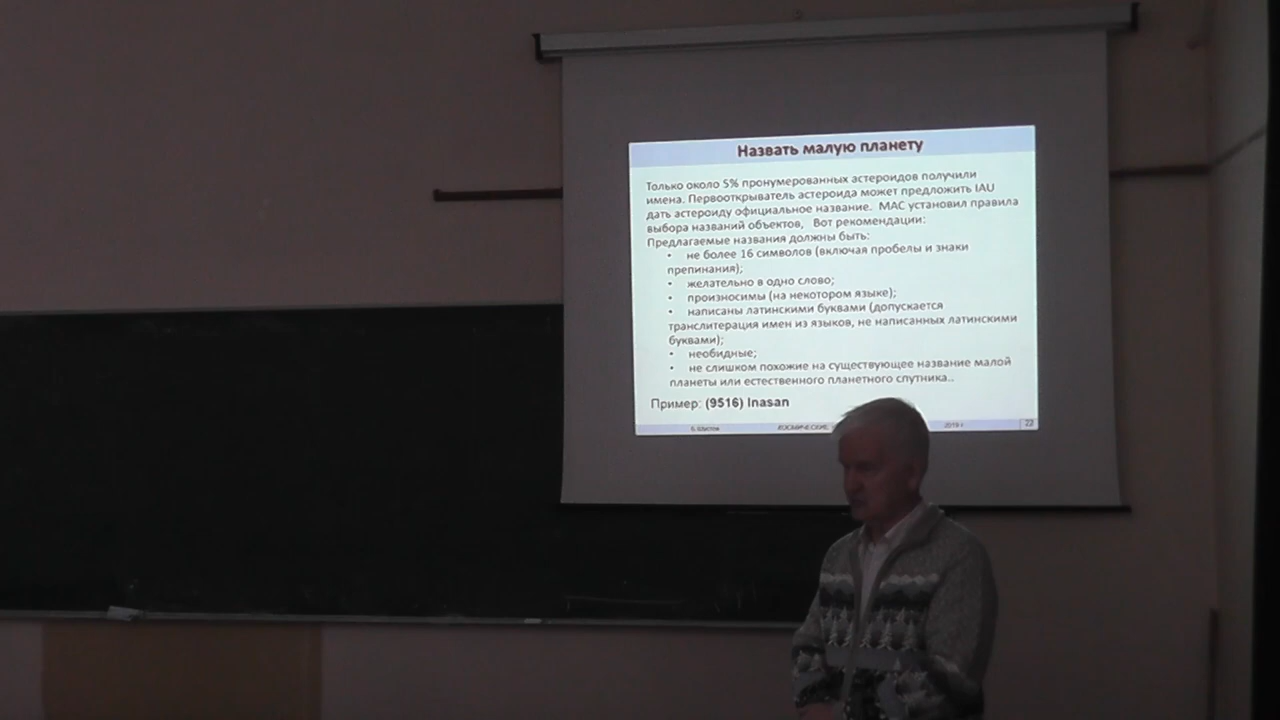 Назвать малую планету
Только около 5% пронумерованных астероидов получили
имена. Первооткрыватель астероида может предложить IAU
дать астероиду официальное название.  МАС установил правила
выбора названий объектов,   Вот рекомендации:
Предлагаемые названия должны быть:
• не более 16 символов (включая пробелы и знаки
препинания);
• желательно в одно слово;
• произносимы (на некотором языке);
• написаны латинскими буквами (допускается
транслитерация имен из языков, не написанных латинскими
буквами);
• необидные;
• не слишком похожие на существующее название малой
планеты или естественного планетного спутника..
Пример: (9516) Inasan
Б. Шустов КОСМИЧЕСКИЕ 2019 г. 22